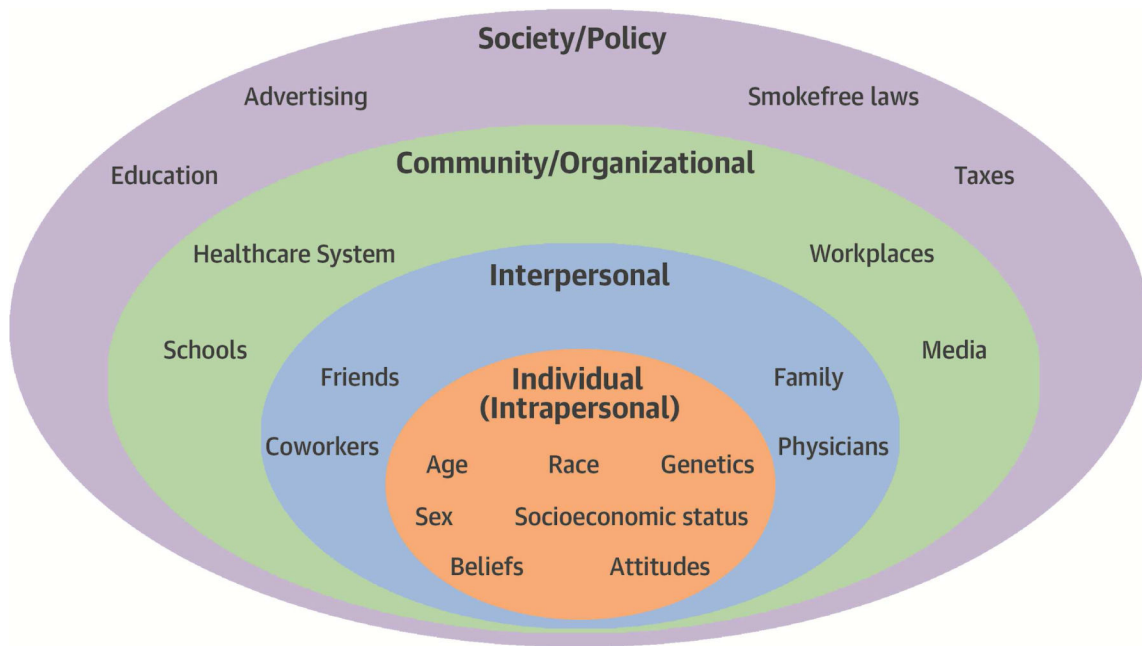 Society/Policy
Advertising
Smokefree laws
Education
Taxes
Community/Organizational
Healthcare System
Workplaces
Schools
Media
Interpersonal
Friends
Family
Coworkers
Physicians
Individual
(Intrapersonal)
Age
Race
Genetics
Sex
Socioeconomic status
Beliefs
Attitudes